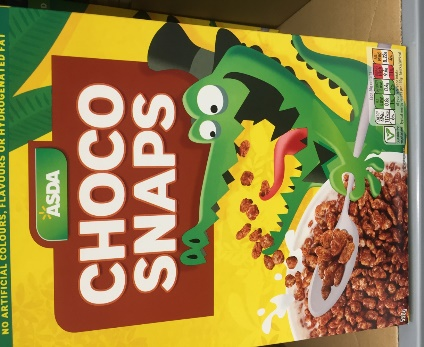 NO ARTIFICIAL COLOURS, FLAVOURS OR HYDROGENATED FAT
ASDA
CHOCO
SNAPS